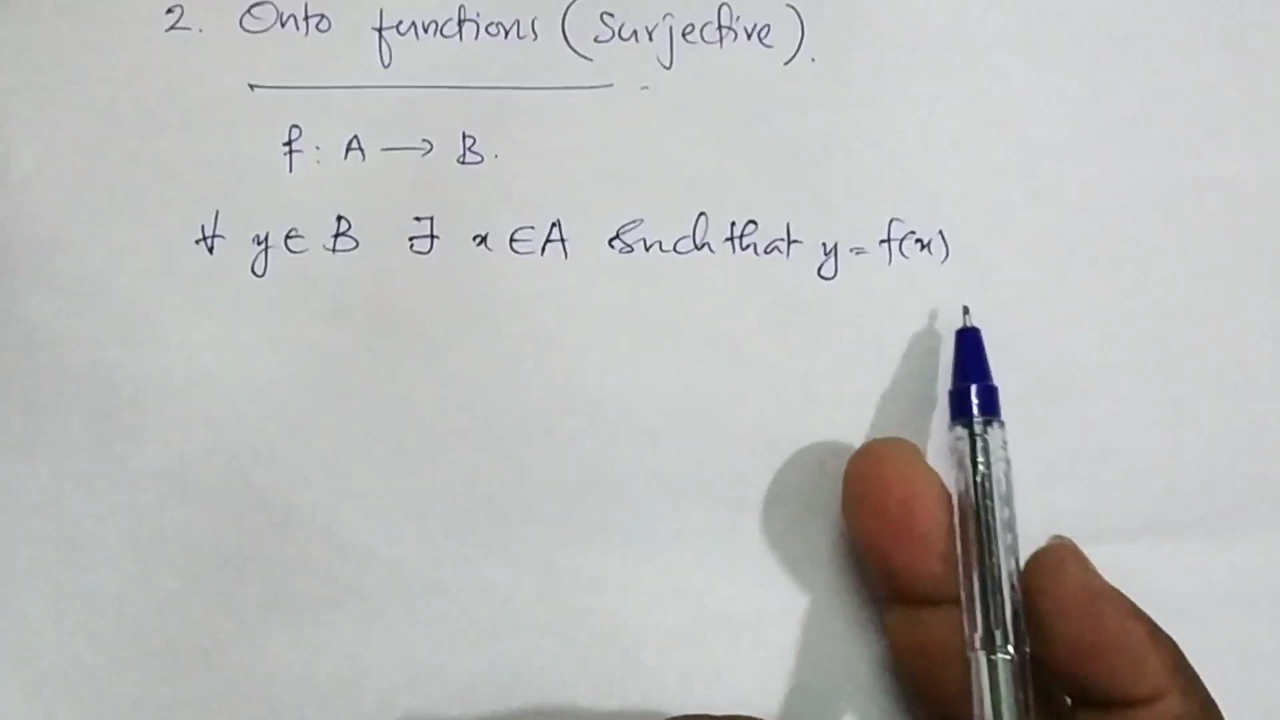 2. Onto functions (Surjective).
f: A → B.
∀ y ∈ B ∃ x ∈ A such that y = f(x)